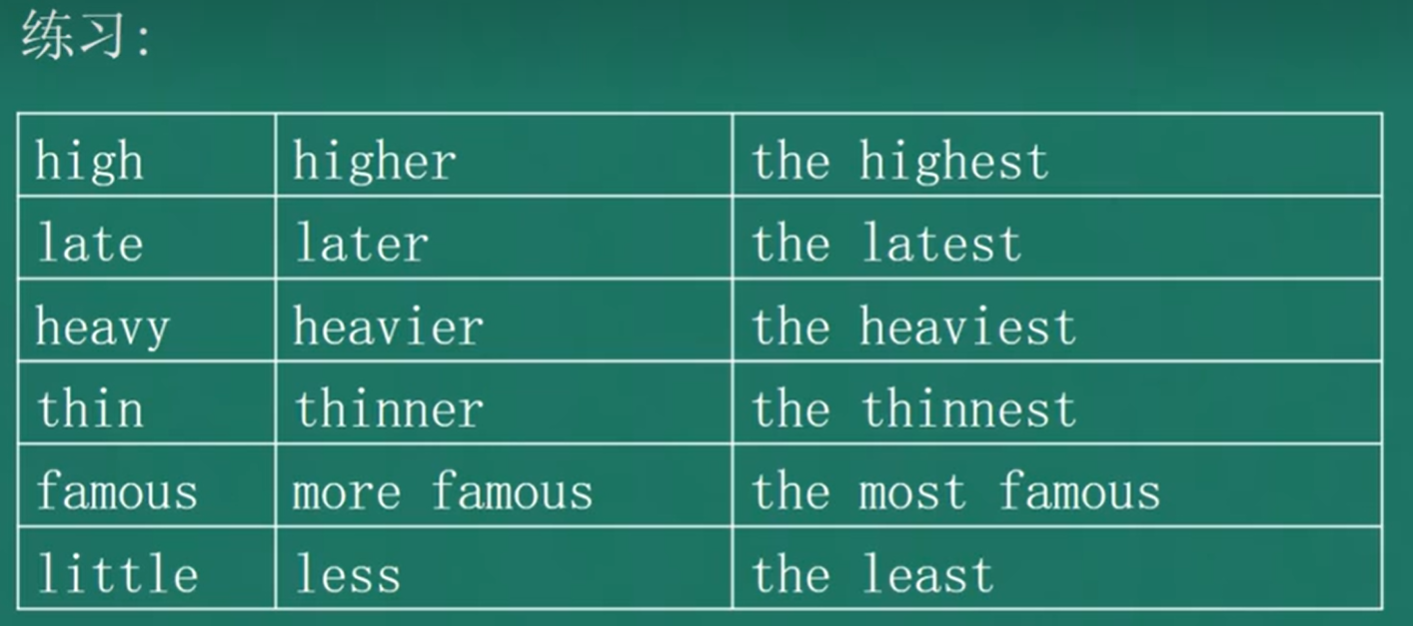 练习:
high higher the highest
late later the latest
heavy heavier the heaviest
thin thinner the thinnest
famous more famous the most famous
little less the least